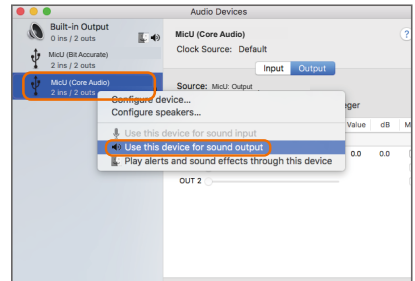 Audio Devices
Built-in Output
0 ins / 2 outs
MicU (Bit Accurate)
2 ins / 2 outs
MicU (Core Audio)
2 ins / 2 outs
MicU (Core Audio)
Clock Source: Default
?
Input Output
Source: MicU: Output
eger
Value dB M
0.0 0.0
OUT 2
Configure device...
Configure speakers...
Use this device for sound input
Use this device for sound output
Play alerts and sound effects through this device